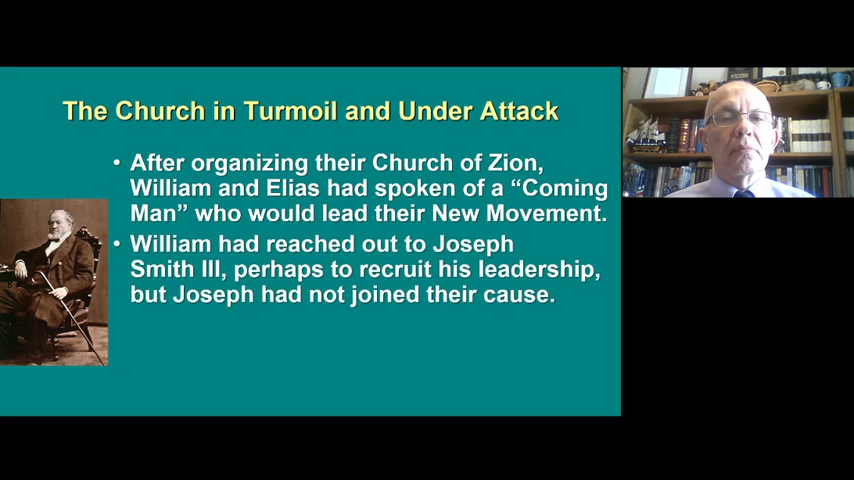 The Church in Turmoil and Under Attack
• After organizing their Church of Zion,
William and Elias had spoken of a “Coming
Man” who would lead their New Movement.
• William had reached out to Joseph
Smith III, perhaps to recruit his leadership,
but Joseph had not joined their cause.